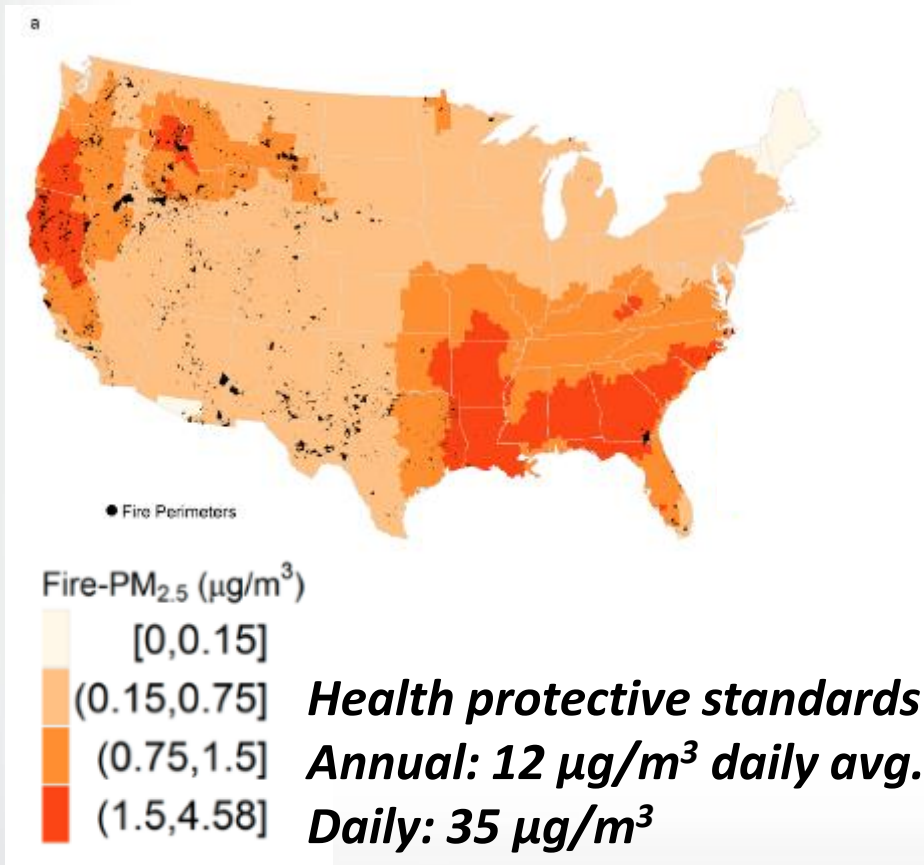 a
● Fire Perimeters
Fire-PM₂.₅ (μg/m³)
[0,0.15]
(0.15,0.75]
(0.75,1.5]
(1.5,4.58]
Health protective standards
Annual: 12 μg/m³ daily avg.
Daily: 35 μg/m³